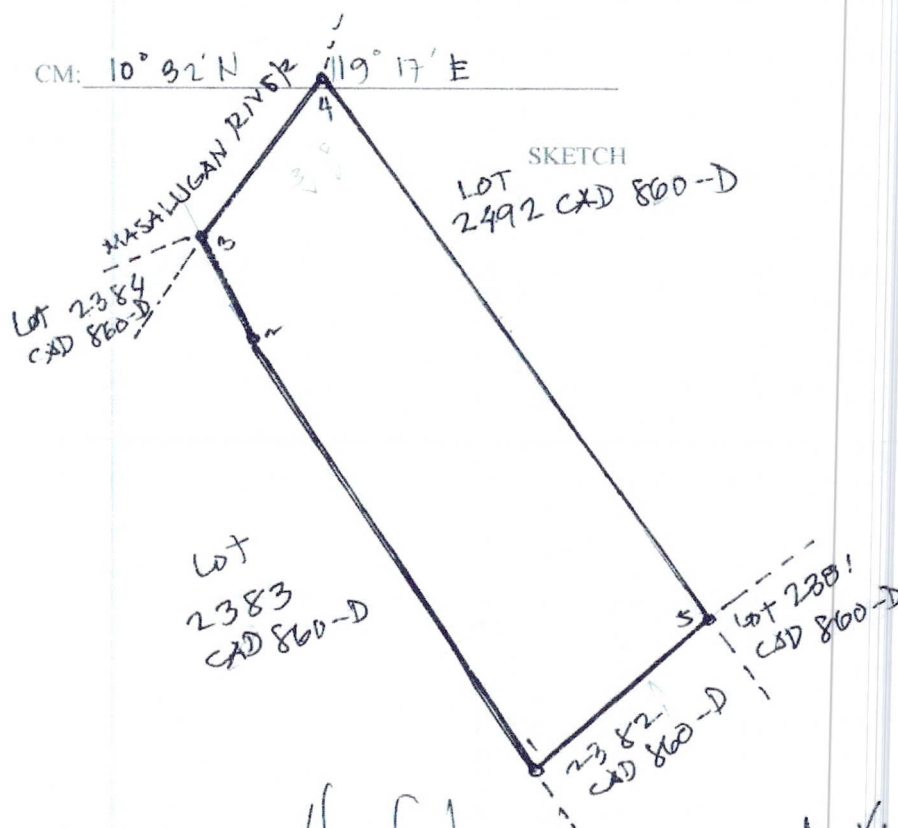 CM: 10° 32' N 119° 17' E
SKETCH
MASALUGAN RIVER
4
LOT
2492 CAD 860-D
3
Lot 2384
CAD 860-D
2
Lot
2383
CAD 860-D
5
Lot 2381
CAD 860-D
1
2382
CAD 860-D